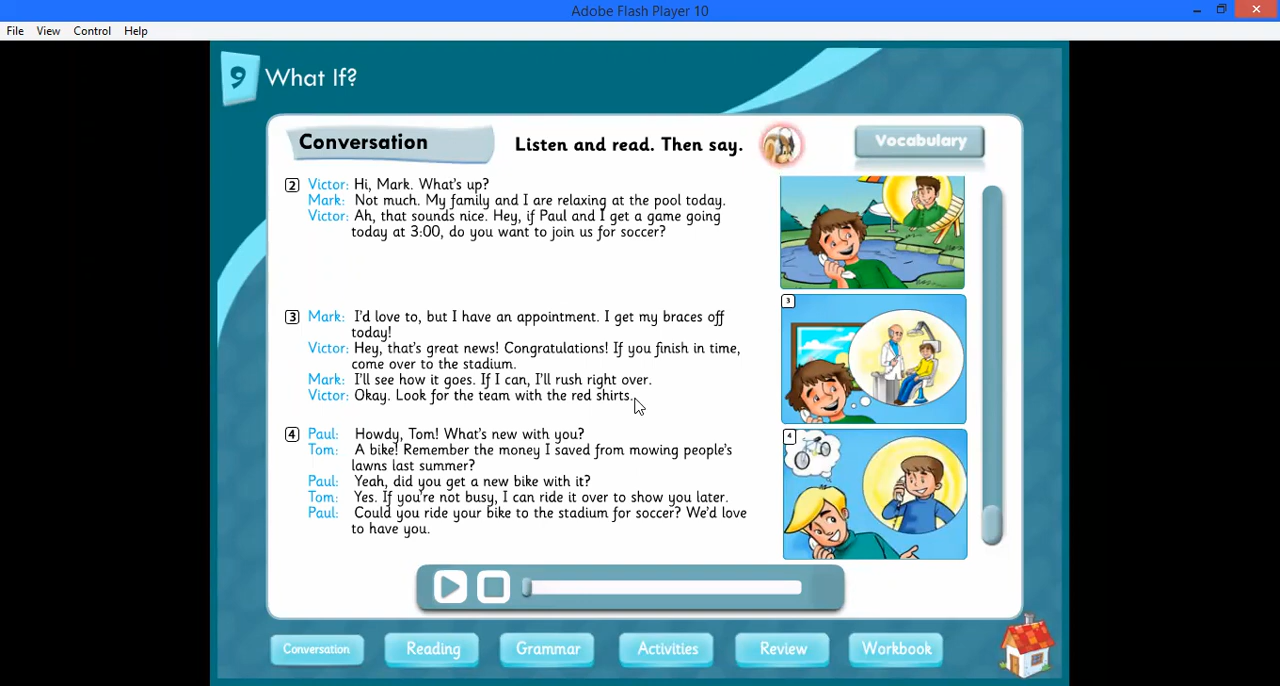 Adobe Flash Player 10
File View Control Help
9 What If?
Conversation Listen and read. Then say. Vocabulary
2 Victor: Hi, Mark. What's up?
Mark: Not much. My family and I are relaxing at the pool today.
Victor: Ah, that sounds nice. Hey, if Paul and I get a game going
today at 3:00, do you want to join us for soccer?
3 Mark: I'd love to, but I have an appointment. I get my braces off
today!
Victor: Hey, that's great news! Congratulations! If you finish in time,
come over to the stadium.
Mark: I'll see how it goes. If I can, I'll rush right over.
Victor: Okay. Look for the team with the red shirts.
3
4 Paul: Howdy, Tom! What's new with you?
Tom: A bike! Remember the money I saved from mowing people's
lawns last summer?
Paul: Yeah, did you get a new bike with it?
Tom: Yes. If you're not busy, I can ride it over to show you later.
Paul: Could you ride your bike to the stadium for soccer? We'd love
to have you.
4
Conversation Reading Grammar Activities Review Workbook